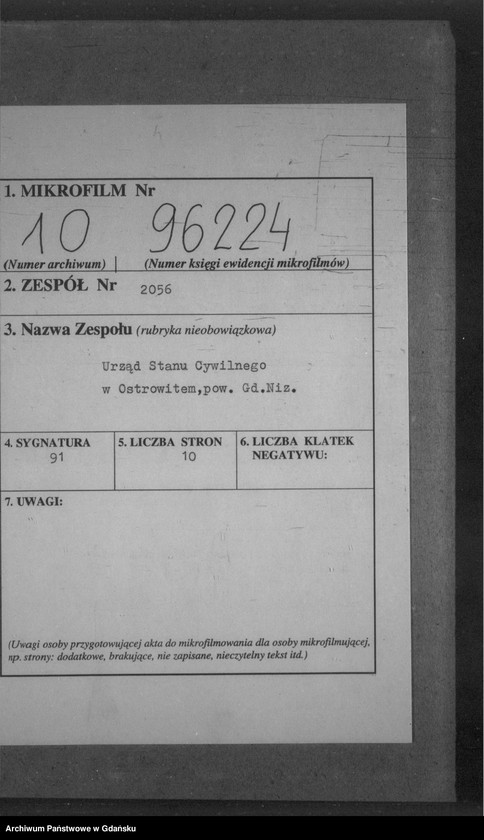 1. MIKROFILM Nr
10 96224
(Numer archiwum) (Numer księgi ewidencji mikrofilmów)
2. ZESPÓŁ Nr 2056
3. Nazwa Zespołu (rubryka nieobowiązkowa)
Urząd Stanu Cywilnego
w Ostrowitem,pow. Gd.Niz.
4. SYGNATURA
91
5. LICZBA STRON
10
6. LICZBA KLATEK
NEGATYWU:
7. UWAGI:
(Uwagi osoby przygotowującej akta do mikrofilmowania dla osoby mikrofilmującej,
np. strony: dodatkowe, brakujące, nie zapisane, nieczytelny tekst itd.)
Archiwum Państwowe w Gdańsku